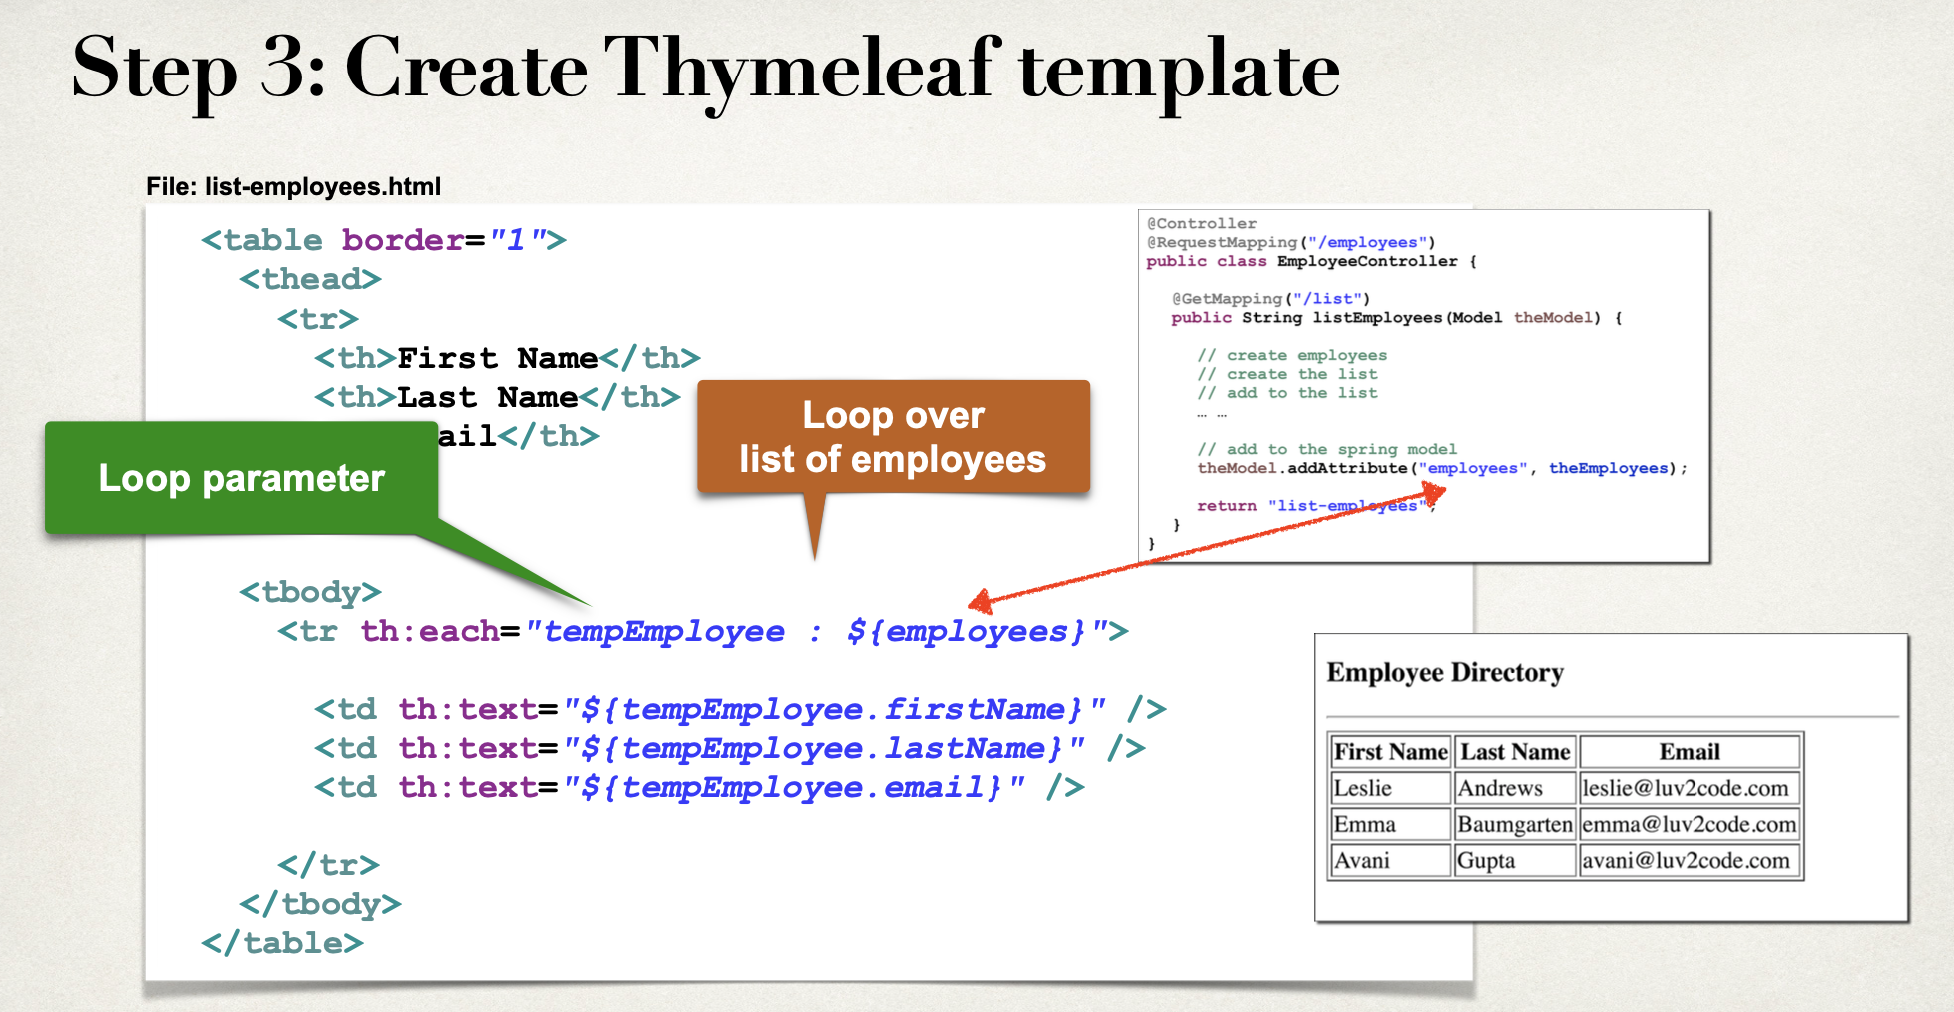 Step 3: Create Thymeleaf template
File: list-employees.html
<table border="1">
<thead>
<tr>
<th>First Name</th>
<th>Last Name</th>
ail</th>
Loop parameter
Loop over
list of employees
<tbody>
<tr th:each="tempEmployee : ${employees}">
<td th:text="${tempEmployee.firstName}" />
<td th:text="${tempEmployee.lastName}" />
<td th:text="${tempEmployee.email}" />
</tr>
</tbody>
</table>
@Controller
@RequestMapping("/employees")
public class EmployeeController {
@GetMapping("/list")
public String listEmployees(Model theModel) {
// create employees
// create the list
// add to the list
… …
// add to the spring model
theModel.addAttribute("employees", theEmployees);
return "list-employees";
}
}
Employee Directory
First Name Last Name Email
Leslie Andrews leslie@luv2code.com
Emma Baumgarten emma@luv2code.com
Avani Gupta avani@luv2code.com